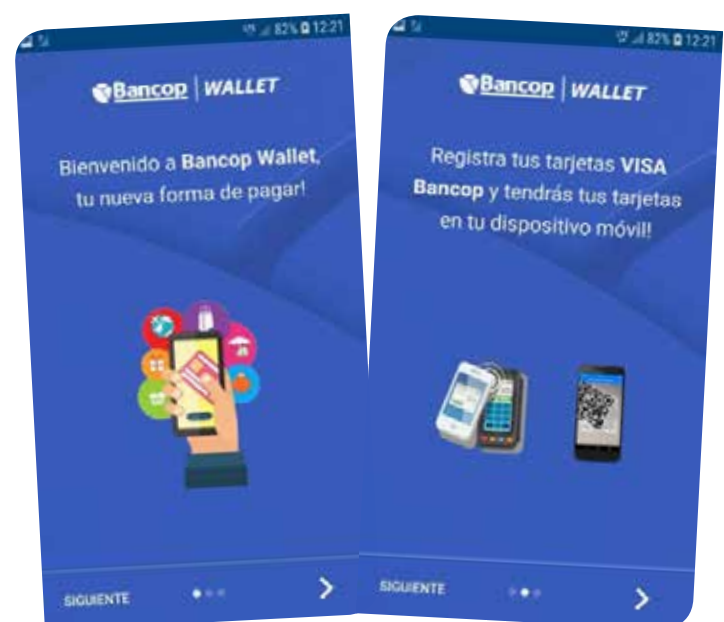 82% 12:21
Bancop | WALLET
Bienvenido a Bancop Wallet,
tu nueva forma de pagar!
SIGUIENTE
82% 12:21
Bancop | WALLET
Registra tus tarjetas VISA
Bancop y tendrás tus tarjetas
en tu dispositivo móvil!
SIGUIENTE